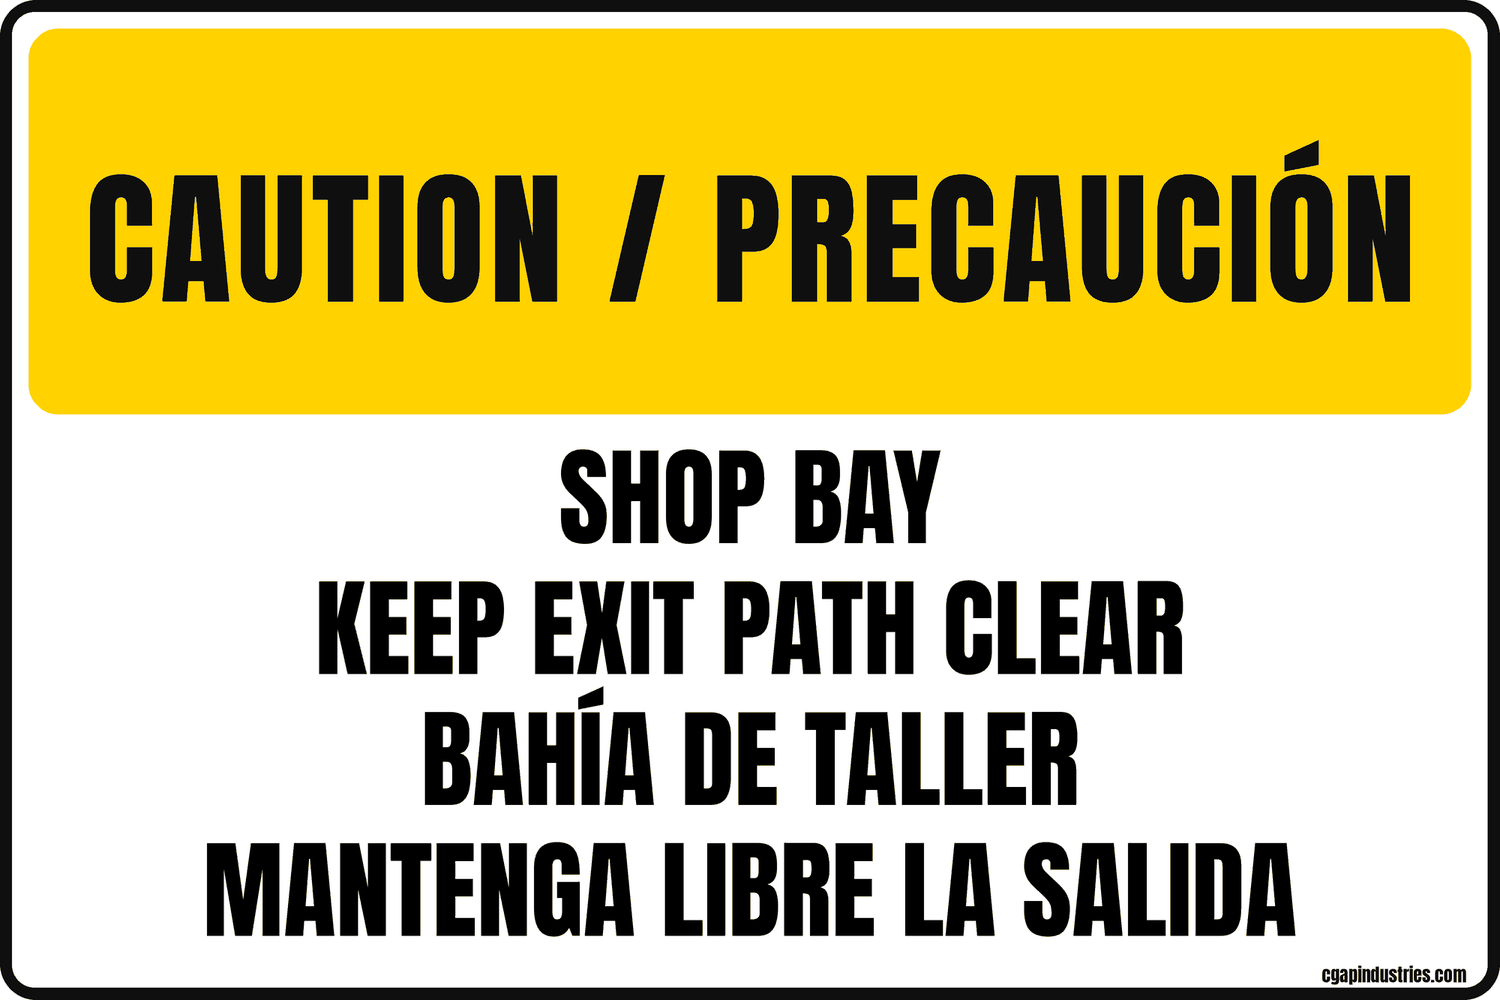 CAUTION / PRECAUCIÓN
SHOP BAY
KEEP EXIT PATH CLEAR
BAHÍA DE TALLER
MANTENGA LIBRE LA SALIDA
cgapindustries.com